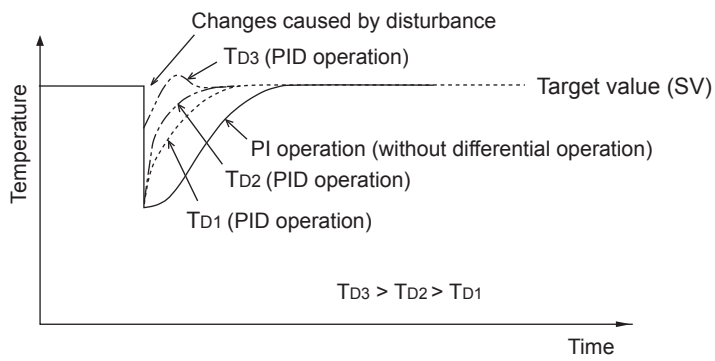 Changes caused by disturbance
TD3 (PID operation)
Target value (SV)
Temperature
PI operation (without differential operation)
TD2 (PID operation)
TD1 (PID operation)
TD3 > TD2 > TD1
Time